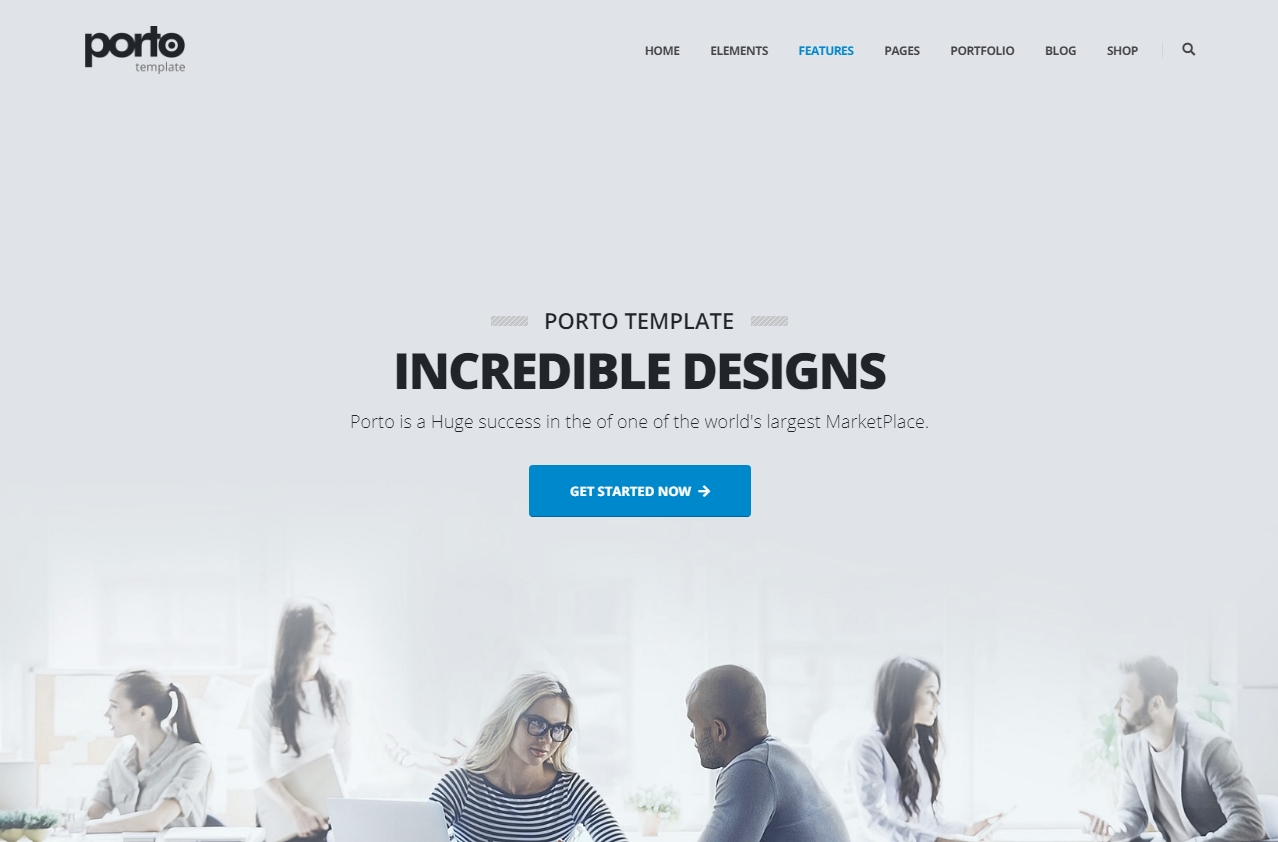 porto
template
HOME ELEMENTS FEATURES PAGES PORTFOLIO BLOG SHOP
PORTO TEMPLATE
INCREDIBLE DESIGNS
Porto is a Huge success in the of one of the world's largest MarketPlace.
GET STARTED NOW